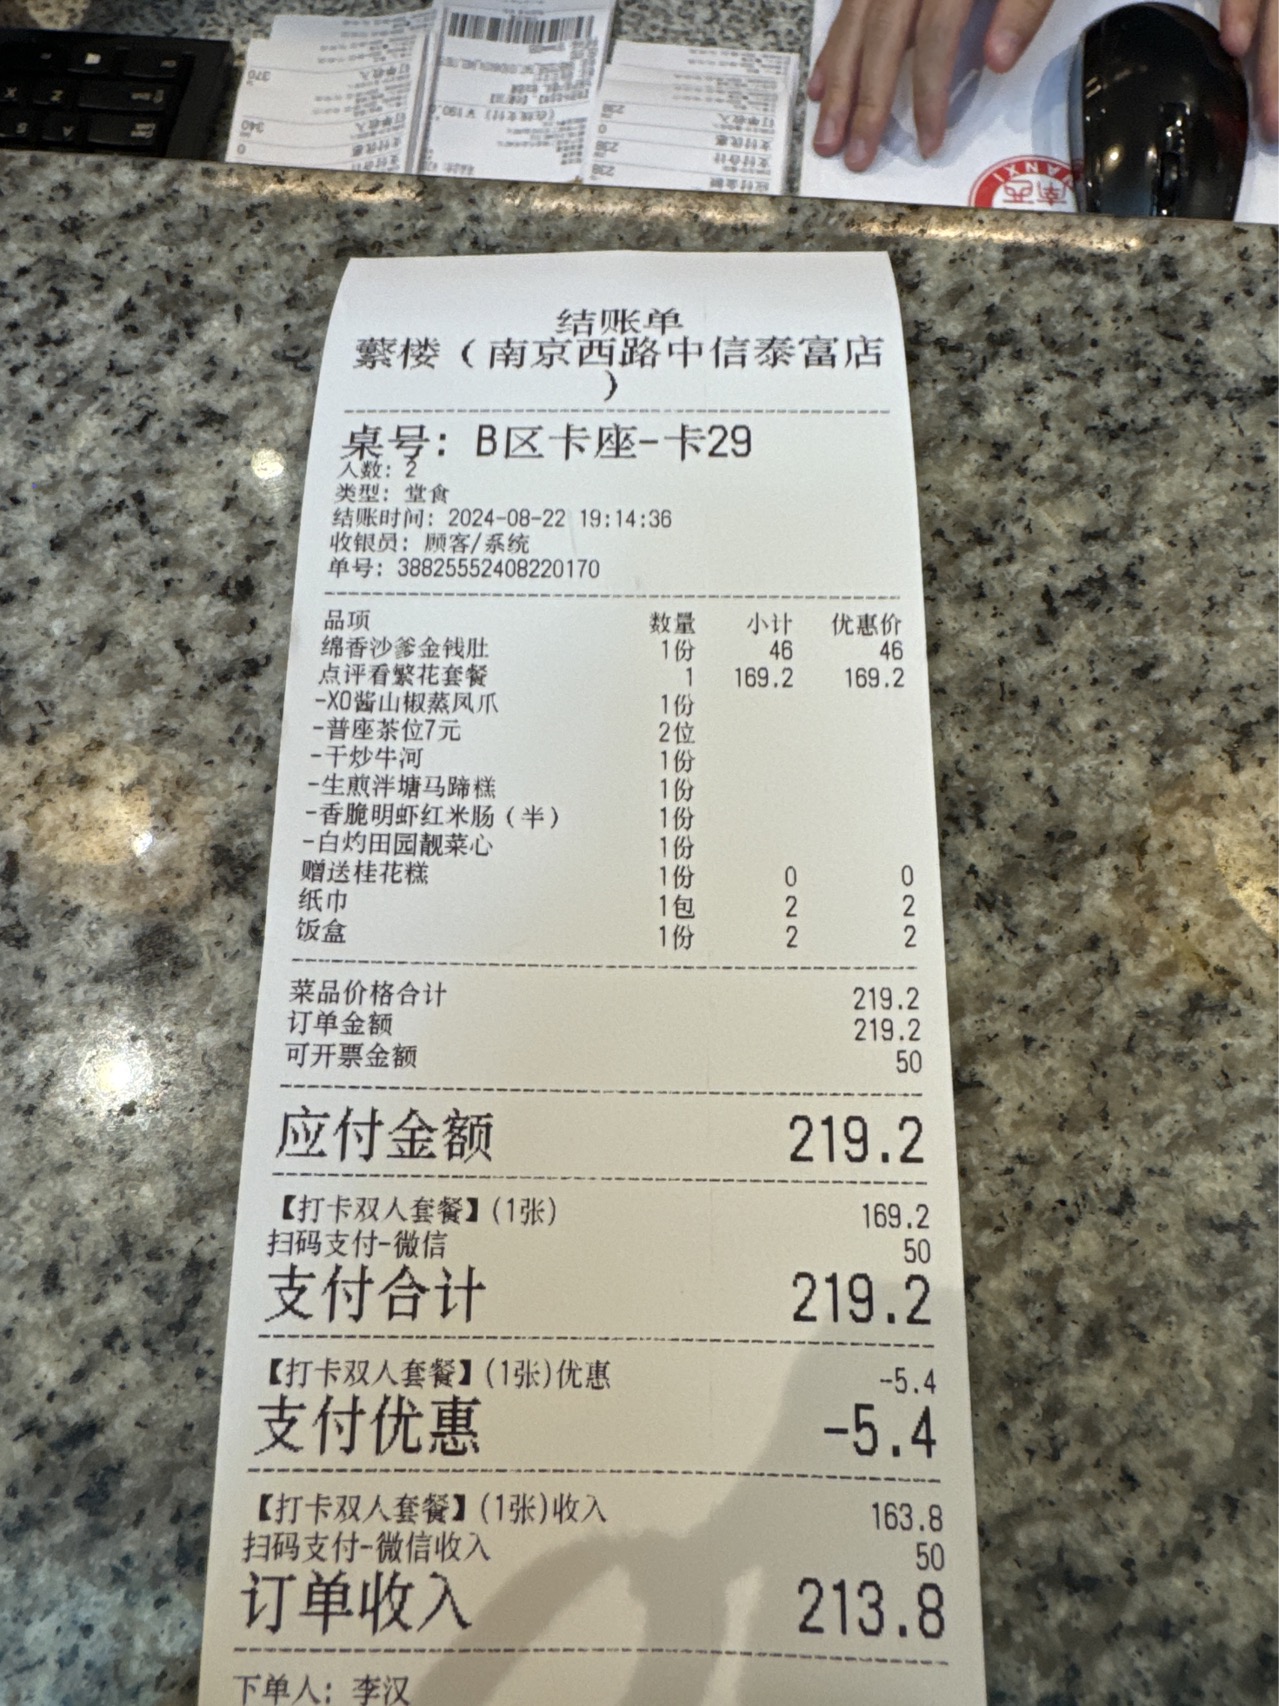 结账单
蘩楼（南京西路中信泰富店
）
桌号：B区卡座-卡29
人数：2
类型：堂食
结账时间：2024-08-22 19:14:36
收银员：顾客/系统
单号：38825552408220170
品项 数量 小计 优惠价
绵香沙爹金钱肚 1份 46 46
点评看繁花套餐 1 169.2 169.2
-XO酱山椒蒸凤爪 1份
-普座茶位7元 2位
-干炒牛河 1份
-生煎泮塘马蹄糕 1份
-香脆明虾红米肠（半） 1份
-白灼田园靓菜心 1份
赠送桂花糕 1份 0 0
纸巾 1包 2 2
饭盒 1份 2 2
菜品价格合计 219.2
订单金额 219.2
可开票金额 50
应付金额 219.2
【打卡双人套餐】(1张) 169.2
扫码支付-微信 50
支付合计 219.2
【打卡双人套餐】(1张)优惠 -5.4
支付优惠 -5.4
【打卡双人套餐】(1张)收入 163.8
扫码支付-微信收入 50
订单收入 213.8
下单人：李汉